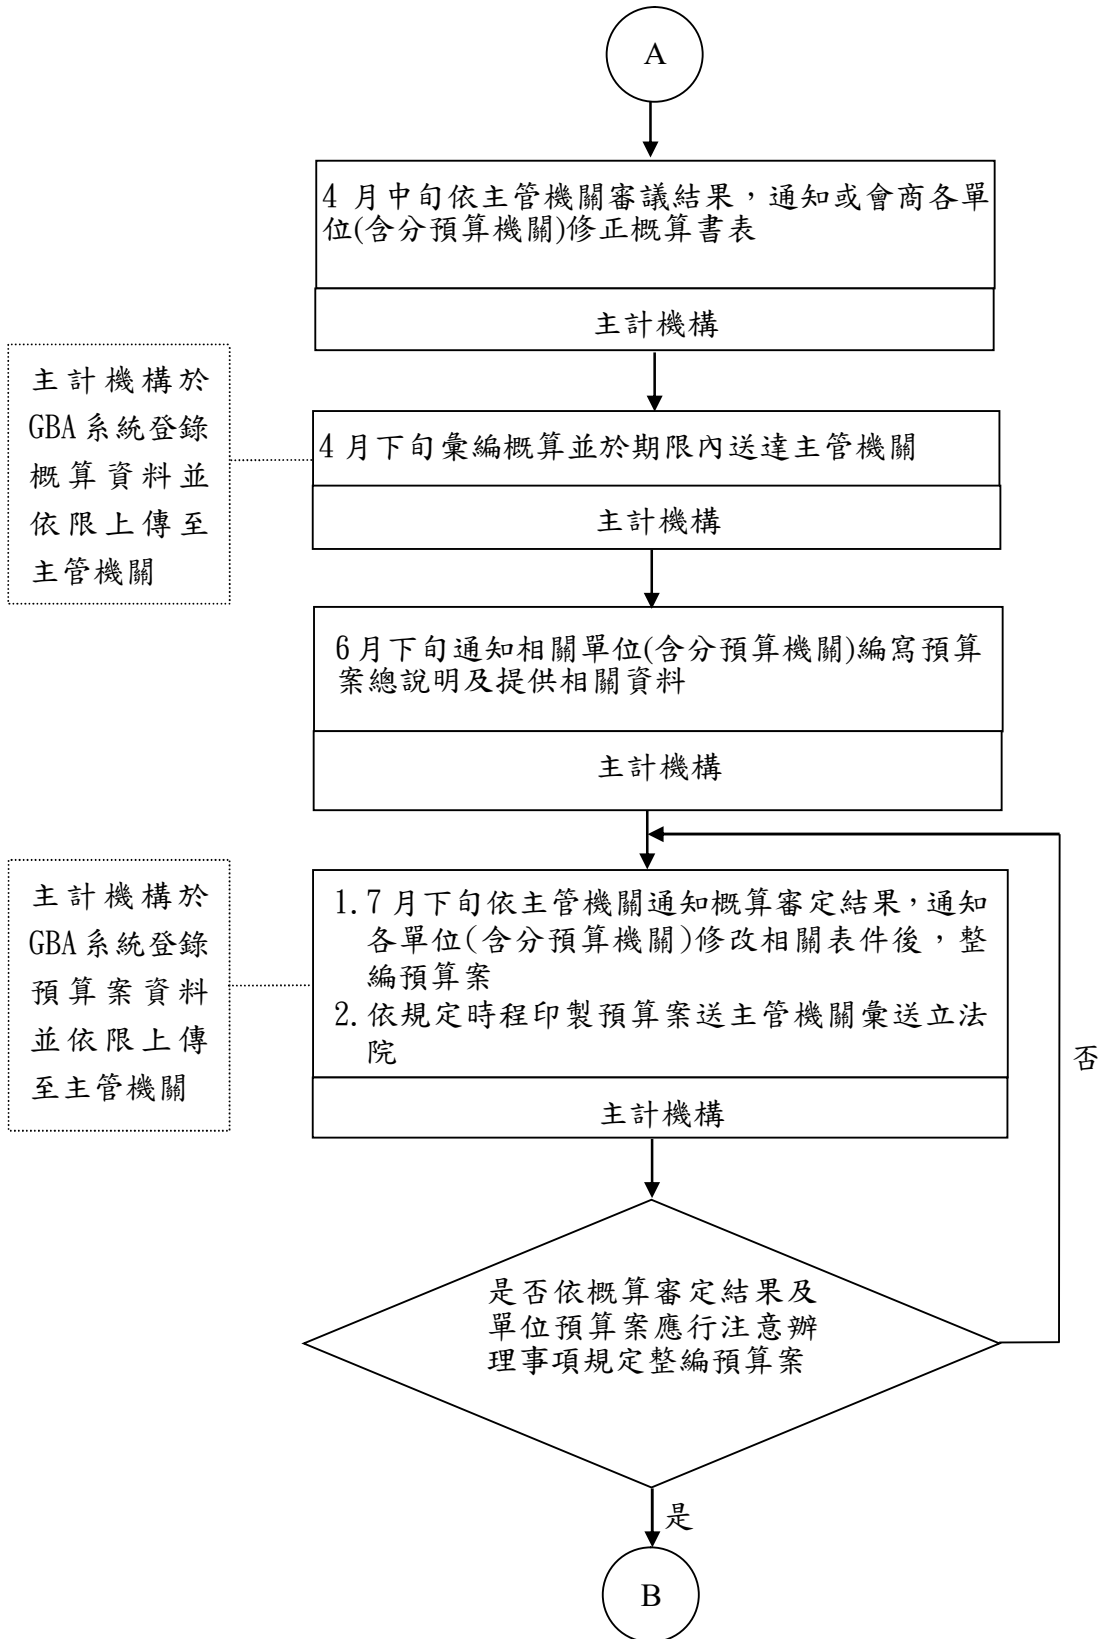 A
4 月中旬依主管機關審議結果，通知或會商各單
位(含分預算機關)修正概算書表
主計機構
主計機構於
GBA 系統登錄
概算資料並
依限上傳至
主管機關
4 月下旬彙編概算並於期限內送達主管機關
主計機構
6 月下旬通知相關單位(含分預算機關)編寫預算
案總說明及提供相關資料
主計機構
主計機構於
GBA 系統登錄
預算案資料
並依限上傳
至主管機關
1. 7 月下旬依主管機關通知概算審定結果，通知
各單位(含分預算機關)修改相關表件後，整
編預算案
2. 依規定時程印製預算案送主管機關彙送立法
院
主計機構
否
是否依概算審定結果及
單位預算案應行注意辦
理事項規定整編預算案
是
B